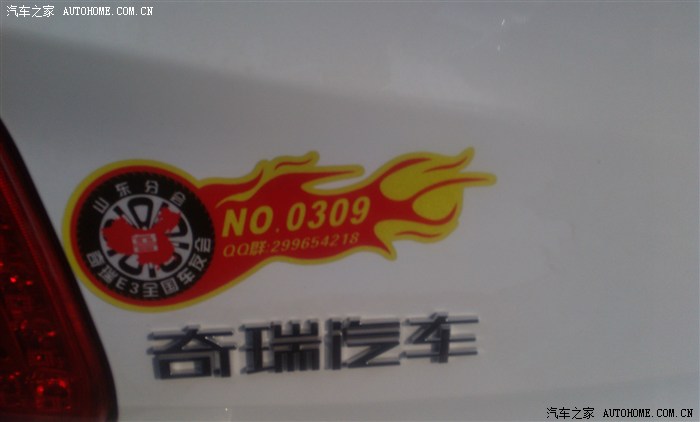 汽车之家 AUTOHOME.COM.CN
山东分会
鲁
奇瑞E3全国车友会
NO.0309
QQ群:299654218
奇瑞汽车
汽车之家 AUTOHOME.COM.CN